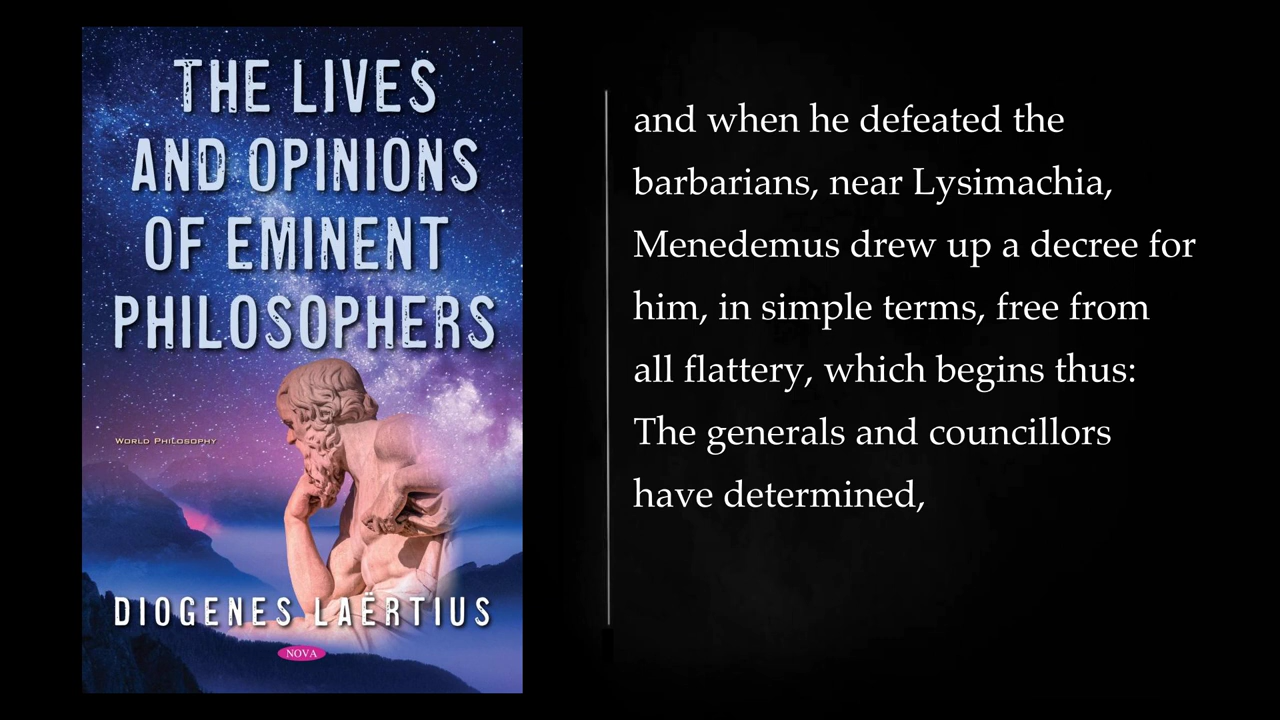 THE LIVES
AND OPINIONS
OF EMINENT
PHILOSOPHERS
WORLD PHILOSOPHY
DIOGENES LAËRTIUS
NOVA
and when he defeated the
barbarians, near Lysimachia,
Menedemus drew up a decree for
him, in simple terms, free from
all flattery, which begins thus:
The generals and councillors
have determined,